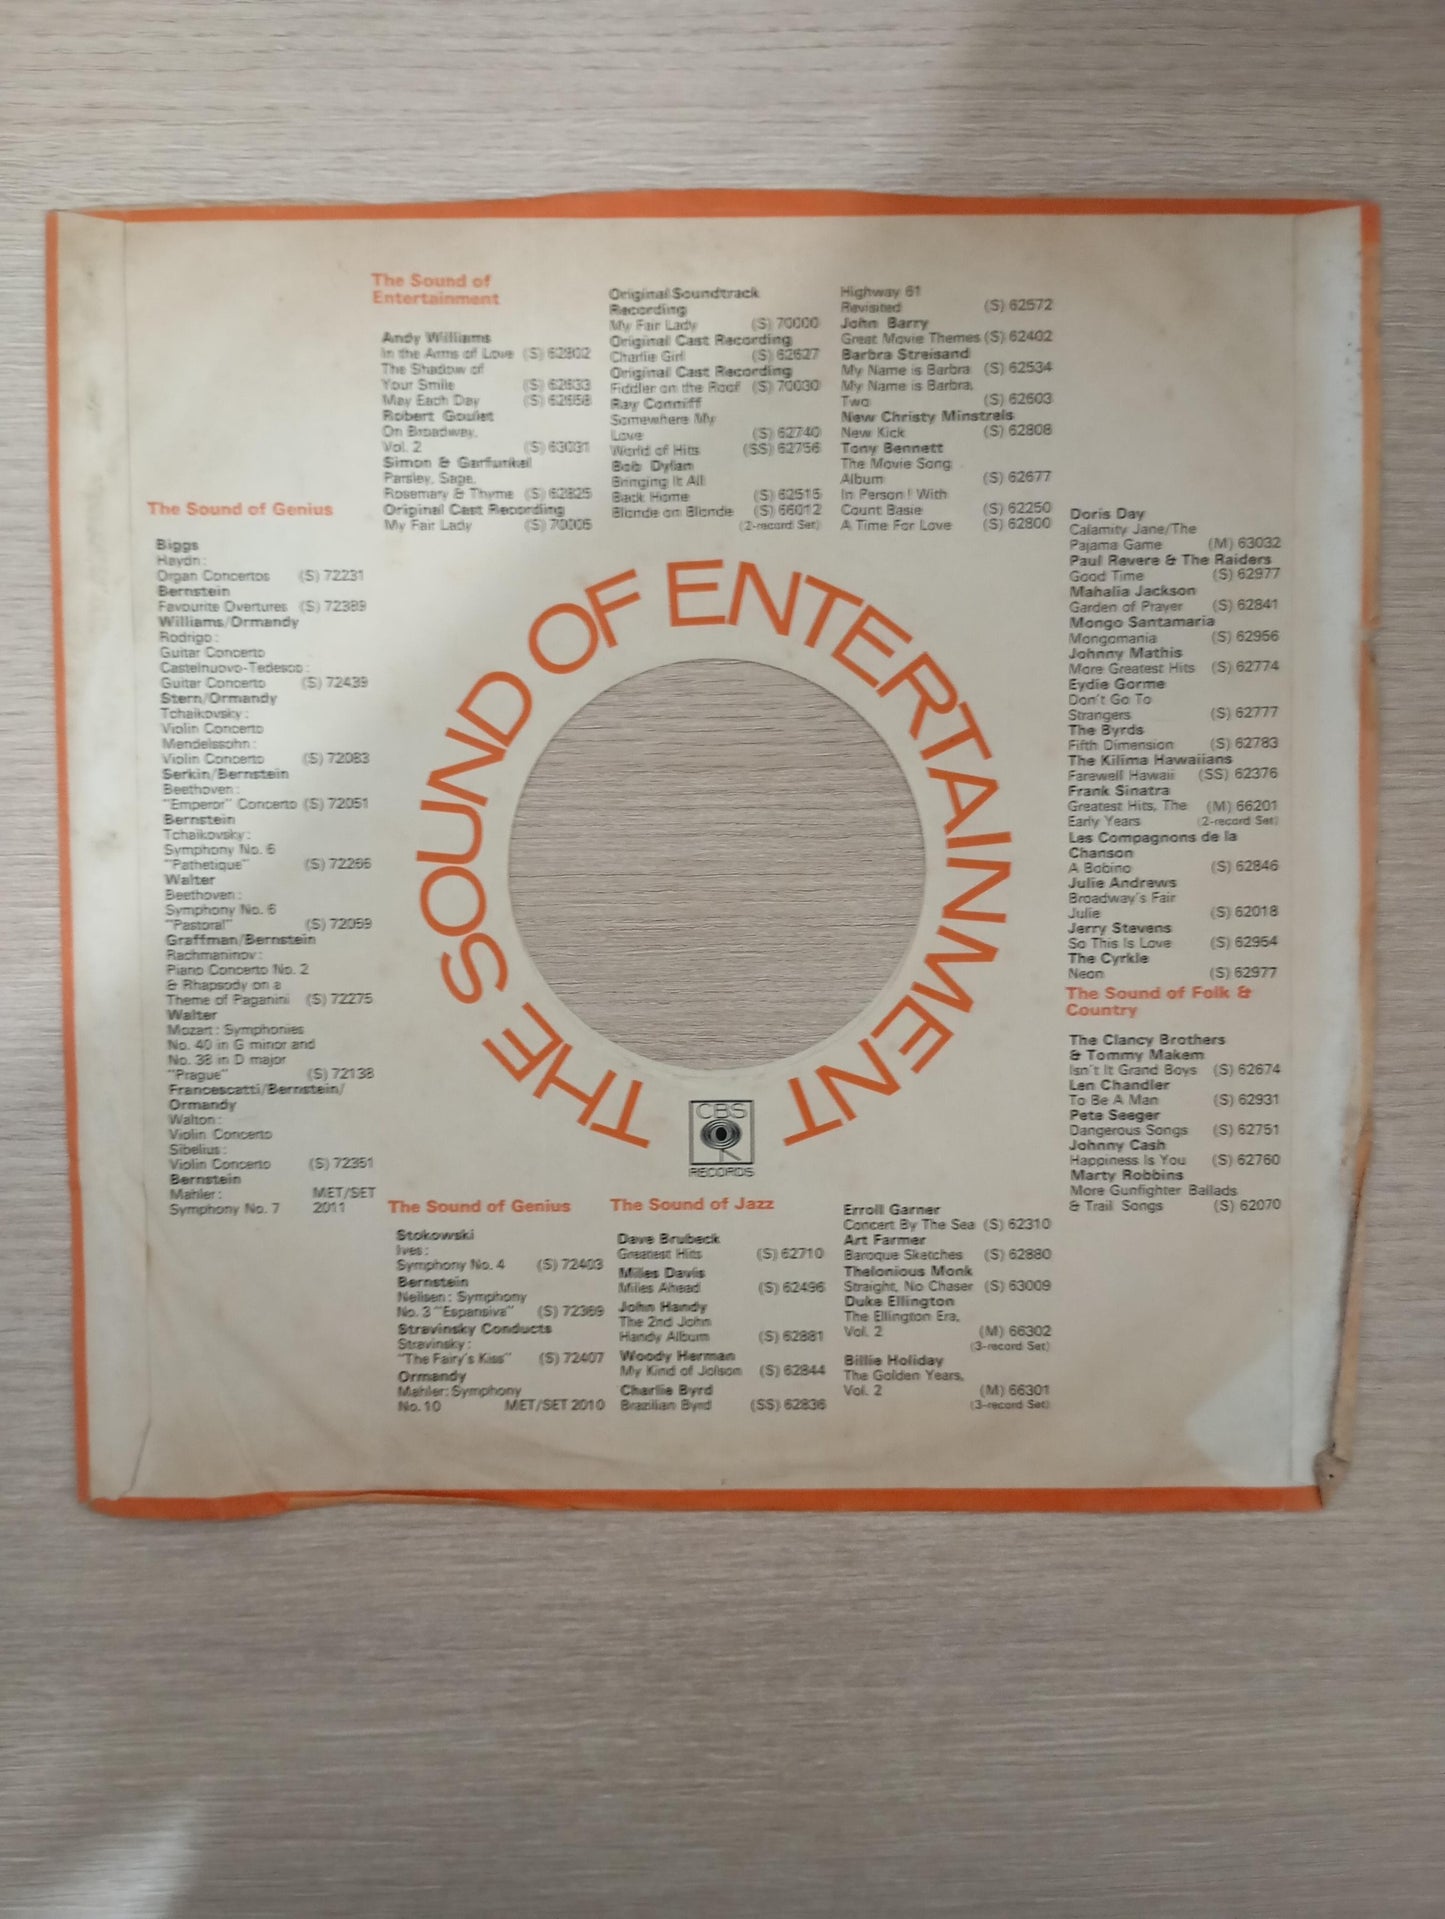 The Sound of
Entertainment
Andy Williams
In the Arms of Love (S) 62802
The Shadow of
Your Smile (S) 62633
May Each Day (S) 62658
Robert Goulet
On Broadway,
Vol. 2 (S) 63031
Simon & Garfunkel
Parsley, Sage,
Rosemary & Thyme (S) 62825
Original Cast Recording
My Fair Lady (S) 70005
Original Soundtrack
Recording
My Fair Lady (S) 70000
Original Cast Recording
Charlie Girl (S) 62627
Original Cast Recording
Fiddler on the Roof (S) 70030
Ray Conniff
Somewhere My
Love (S) 62740
World of Hits (SS) 62756
Bob Dylan
Bringing It All
Back Home (S) 62515
Blonde on Blonde (S) 66012
(2-record Set)
Highway 61
Revisited (S) 62572
John Barry
Great Movie Themes (S) 62402
Barbra Streisand
My Name is Barbra (S) 62534
My Name is Barbra,
Two (S) 62603
New Christy Minstrels
New Kick (S) 62808
Tony Bennett
The Movie Song
Album (S) 62677
In Person! With
Count Basie (S) 62250
A Time For Love (S) 62800
The Sound of Genius
Biggs
Haydn:
Organ Concertos (S) 72231
Bernstein
Favourite Overtures (S) 72389
Williams/Ormandy
Rodrigo:
Guitar Concerto
Castelnuovo-Tedesco:
Guitar Concerto (S) 72439
Stern/Ormandy
Tchaikovsky:
Violin Concerto
Mendelssohn:
Violin Concerto (S) 72083
Serkin/Bernstein
Beethoven:
"Emperor" Concerto (S) 72051
Bernstein
Tchaikovsky:
Symphony No. 6
"Pathetique" (S) 72266
Walter
Beethoven:
Symphony No. 6
"Pastoral" (S) 72059
Graffman/Bernstein
Rachmaninov:
Piano Concerto No. 2
& Rhapsody on a
Theme of Paganini (S) 72275
Walter
Mozart: Symphonies
No. 40 in G minor and
No. 38 in D major
"Prague" (S) 72138
Francescatti/Bernstein/
Ormandy
Walton:
Violin Concerto
Sibelius:
Violin Concerto (S) 72351
Bernstein
Mahler: MET/SET
Symphony No. 7 2011
THE SOUND OF ENTERTAINMENT
CBS
RECORDS
Doris Day
Calamity Jane/The
Pajama Game (M) 63032
Paul Revere & The Raiders
Good Time (S) 62977
Mahalia Jackson
Garden of Prayer (S) 62841
Mongo Santamaria
Mongomania (S) 62956
Johnny Mathis
More Greatest Hits (S) 62774
Eydie Gorme
Don't Go To
Strangers (S) 62777
The Byrds
Fifth Dimension (S) 62783
The Kilima Hawaiians
Farewell Hawaii (SS) 62376
Frank Sinatra
Greatest Hits, The (M) 66201
Early Years (2-record Set)
Les Compagnons de la
Chanson
A Bobino (S) 62846
Julie Andrews
Broadway's Fair
Julie (S) 62018
Jerry Stevens
So This Is Love (S) 62954
The Cyrkle
Neon (S) 62977
The Sound of Folk &
Country
The Clancy Brothers
& Tommy Makem
Isn't It Grand Boys (S) 62674
Len Chandler
To Be A Man (S) 62931
Pete Seeger
Dangerous Songs (S) 62751
Johnny Cash
Happiness Is You (S) 62760
Marty Robbins
More Gunfighter Ballads
& Trail Songs (S) 62070
The Sound of Genius
Stokowski
Ives:
Symphony No. 4 (S) 72403
Bernstein
Neilsen: Symphony
No. 3 "Espansiva" (S) 72369
Stravinsky Conducts
Stravinsky:
"The Fairy's Kiss" (S) 72407
Ormandy
Mahler: Symphony
No. 10 MET/SET 2010
The Sound of Jazz
Dave Brubeck
Greatest Hits (S) 62710
Miles Davis
Miles Ahead (S) 62496
John Handy
The 2nd John
Handy Album (S) 62881
Woody Herman
My Kind of Jolson (S) 62844
Charlie Byrd
Brazilian Byrd (SS) 62836
Erroll Garner
Concert By The Sea (S) 62310
Art Farmer
Baroque Sketches (S) 62880
Thelonious Monk
Straight, No Chaser (S) 63009
Duke Ellington
The Ellington Era,
Vol. 2 (M) 66302
(3-record Set)
Billie Holiday
The Golden Years,
Vol. 2 (M) 66301
(3-record Set)